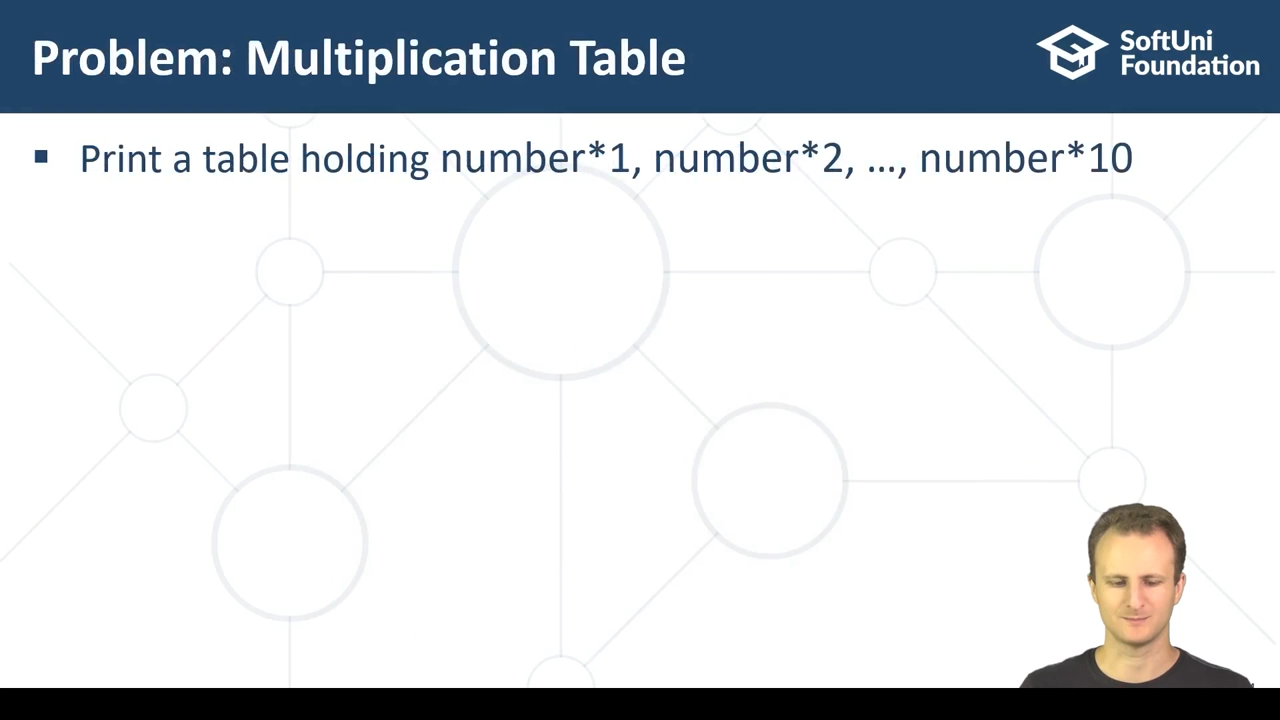 Problem: Multiplication Table
SoftUni
Foundation
▪ Print a table holding number*1, number*2, …, number*10